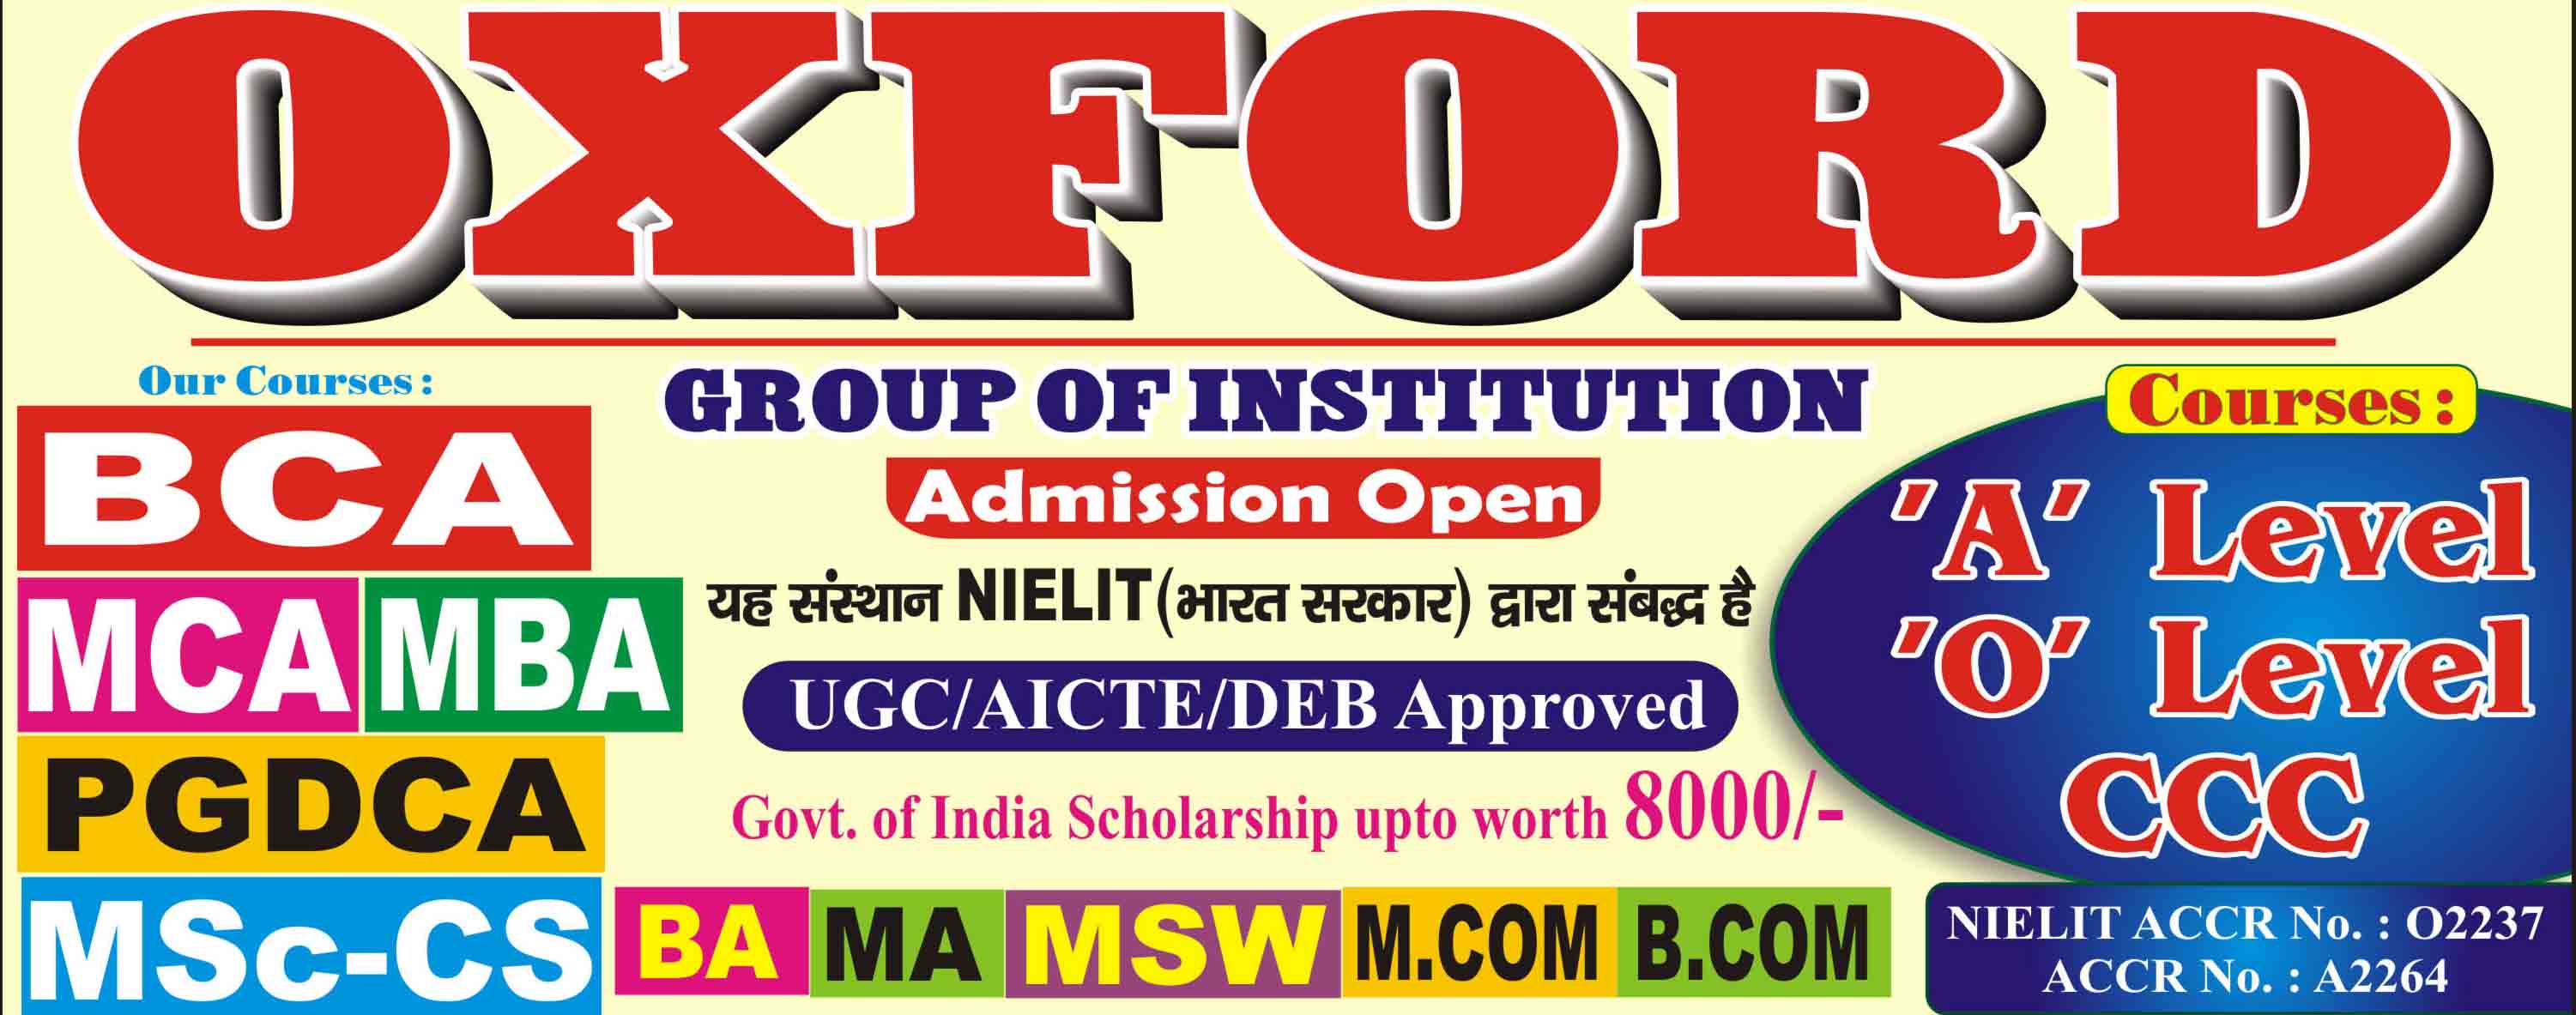 OXFORD
GROUP OF INSTITUTION
Admission Open
यह संस्थान NIELIT(भारत सरकार) द्वारा संबद्ध है
UGC/AICTE/DEB Approved
Govt. of India Scholarship upto worth 8000/-
Our Courses :
BCA
MCA MBA
PGDCA
MSc-CS BA MA MSW M.COM B.COM
Courses :
'A' Level
'O' Level
CCC
NIELIT ACCR No. : O2237
ACCR No. : A2264